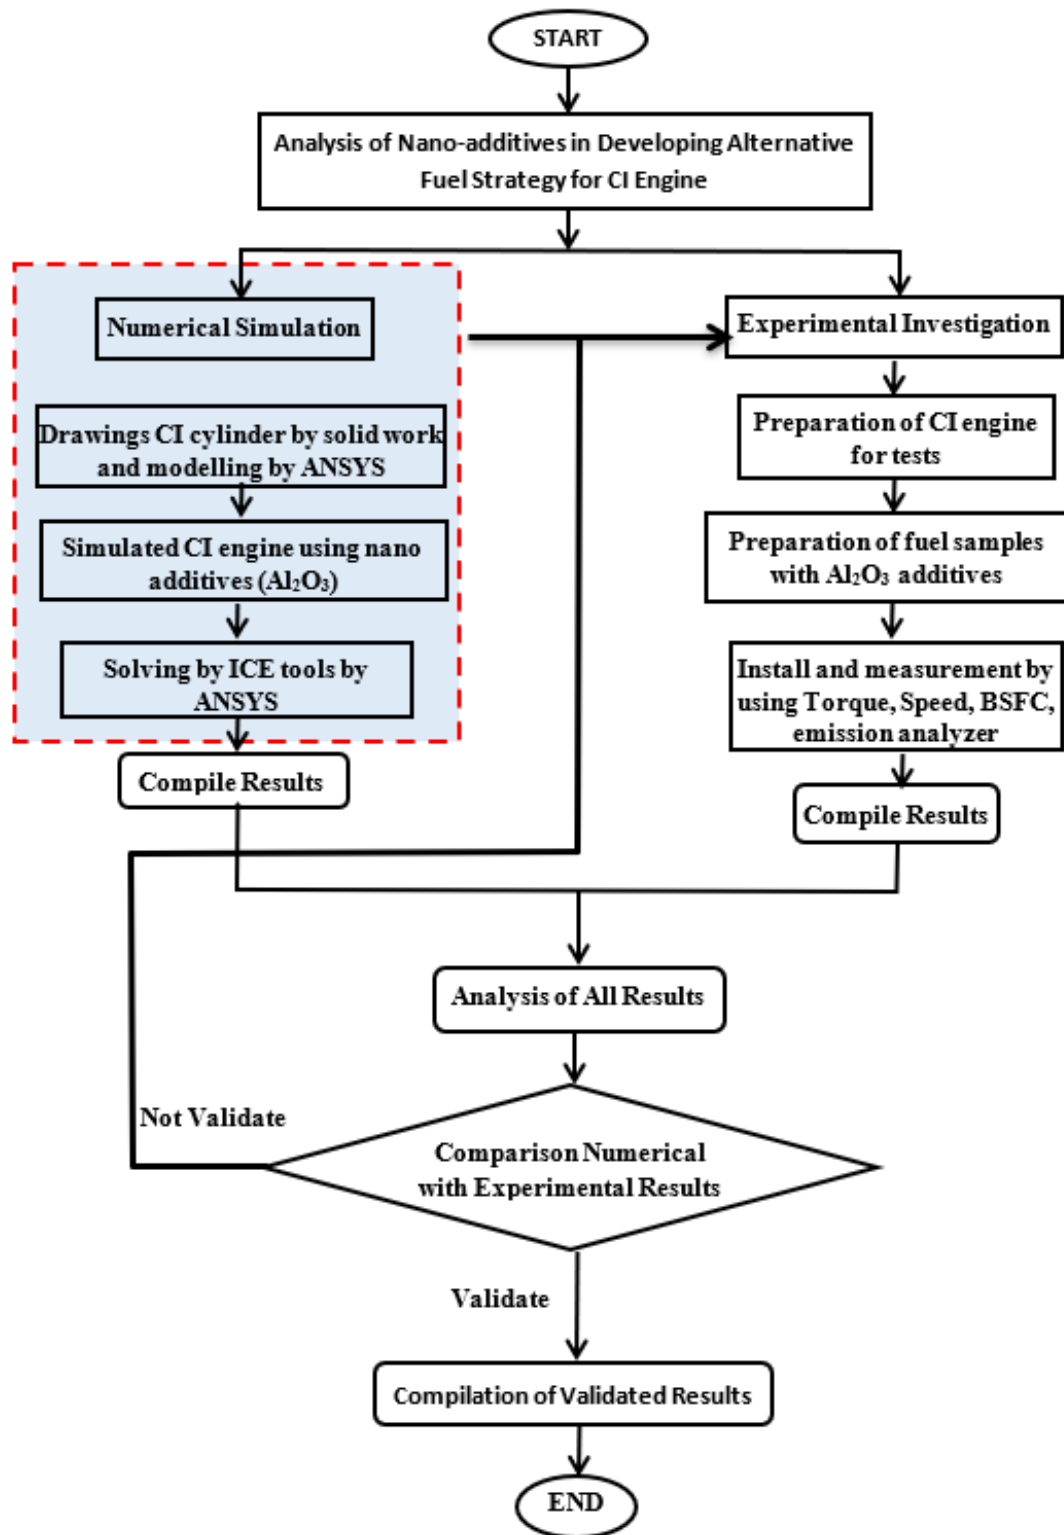 START
Analysis of Nano-additives in Developing Alternative
Fuel Strategy for CI Engine
Numerical Simulation
Drawings CI cylinder by solid work
and modelling by ANSYS
Simulated CI engine using nano
additives (Al₂O₃)
Solving by ICE tools by
ANSYS
Compile Results
Experimental Investigation
Preparation of CI engine
for tests
Preparation of fuel samples
with Al₂O₃ additives
Install and measurement by
using Torque, Speed, BSFC,
emission analyzer
Compile Results
Analysis of All Results
Not Validate
Comparison Numerical
with Experimental Results
Validate
Compilation of Validated Results
END